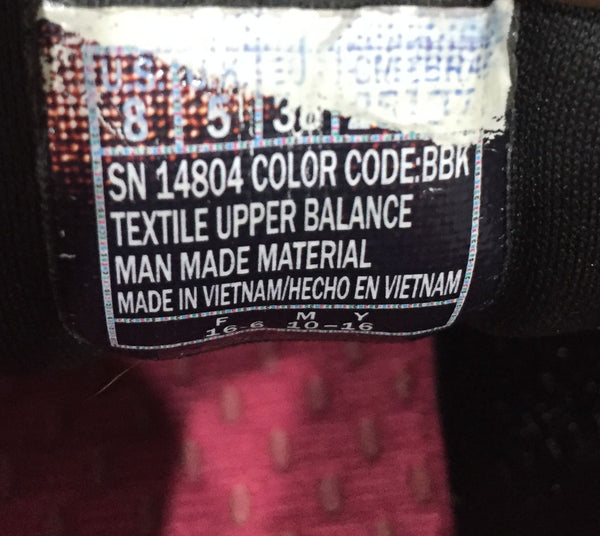 U.S.
8 5
SN 14804 COLOR CODE:BBK
TEXTILE UPPER BALANCE
MAN MADE MATERIAL
MADE IN VIETNAM/HECHO EN VIETNAM
F M Y
16-6 10-16